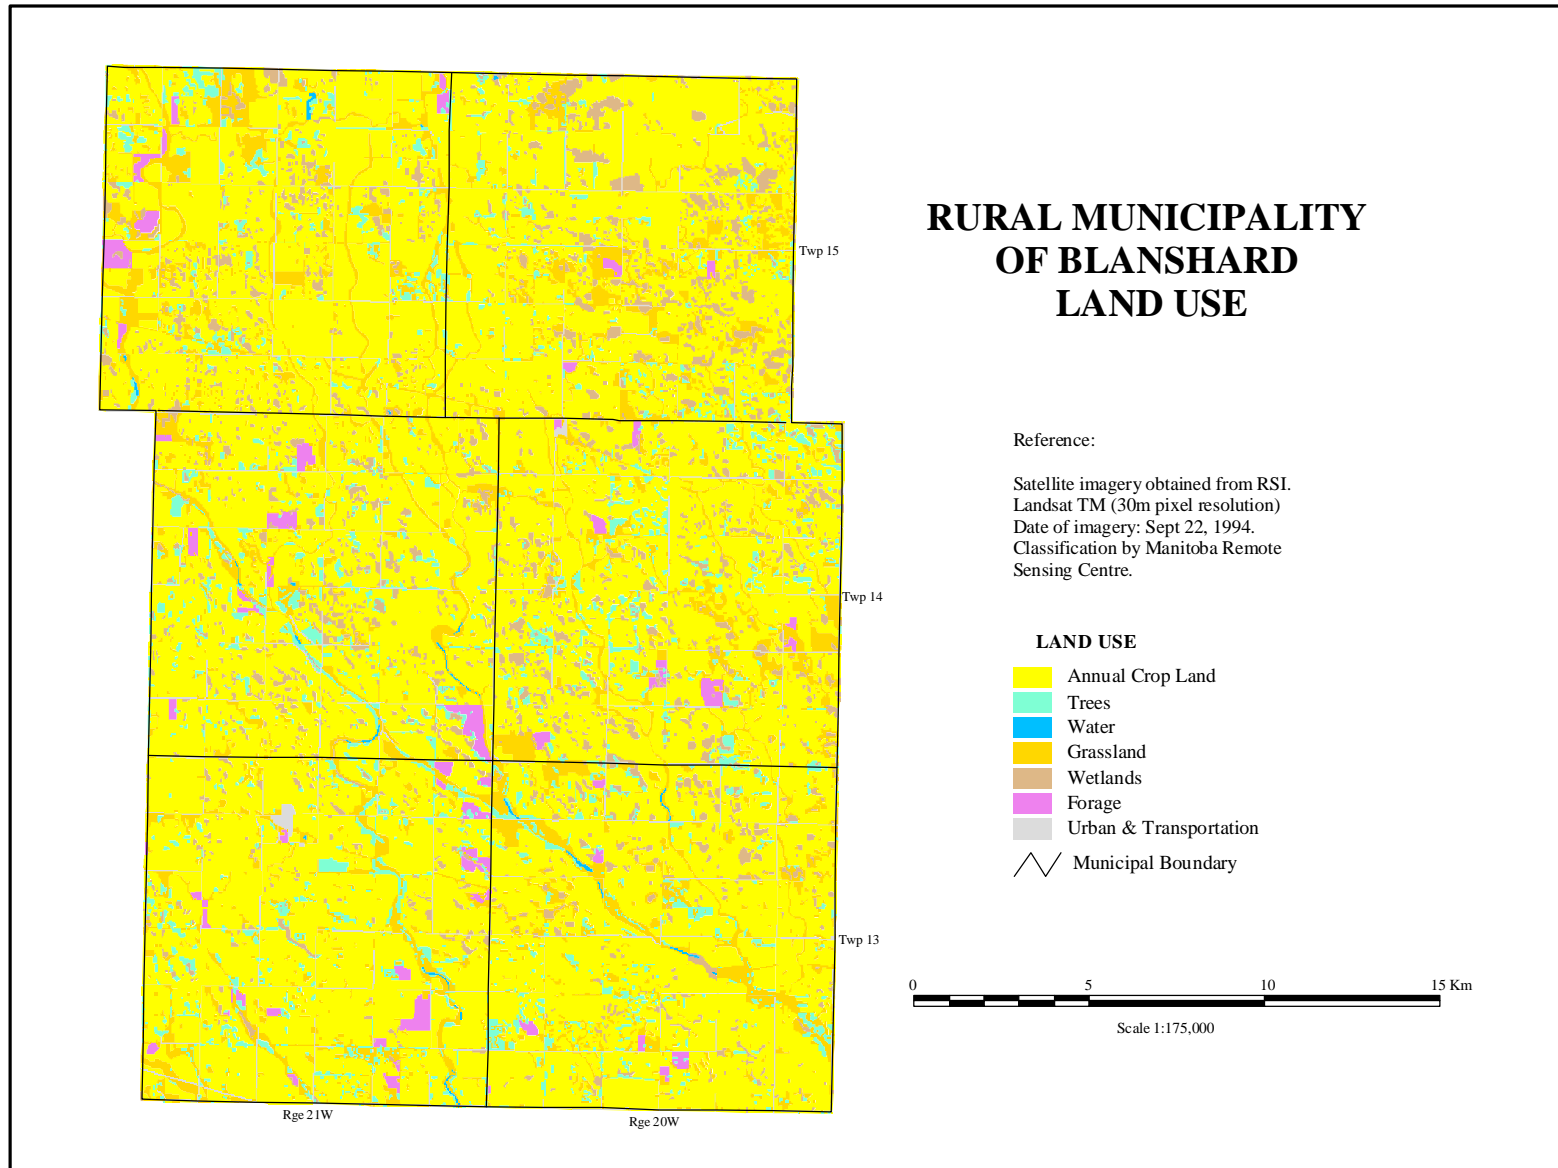 RURAL MUNICIPALITY
OF BLANSHARD
LAND USE
Twp 15
Reference:
Satellite imagery obtained from RSI.
Landsat TM (30m pixel resolution)
Date of imagery: Sept 22, 1994.
Classification by Manitoba Remote
Sensing Centre.
Twp 14
LAND USE
Annual Crop Land
Trees
Water
Grassland
Wetlands
Forage
Urban & Transportation
Municipal Boundary
Twp 13
0 5 10 15 Km
Scale 1:175,000
Rge 21W
Rge 20W